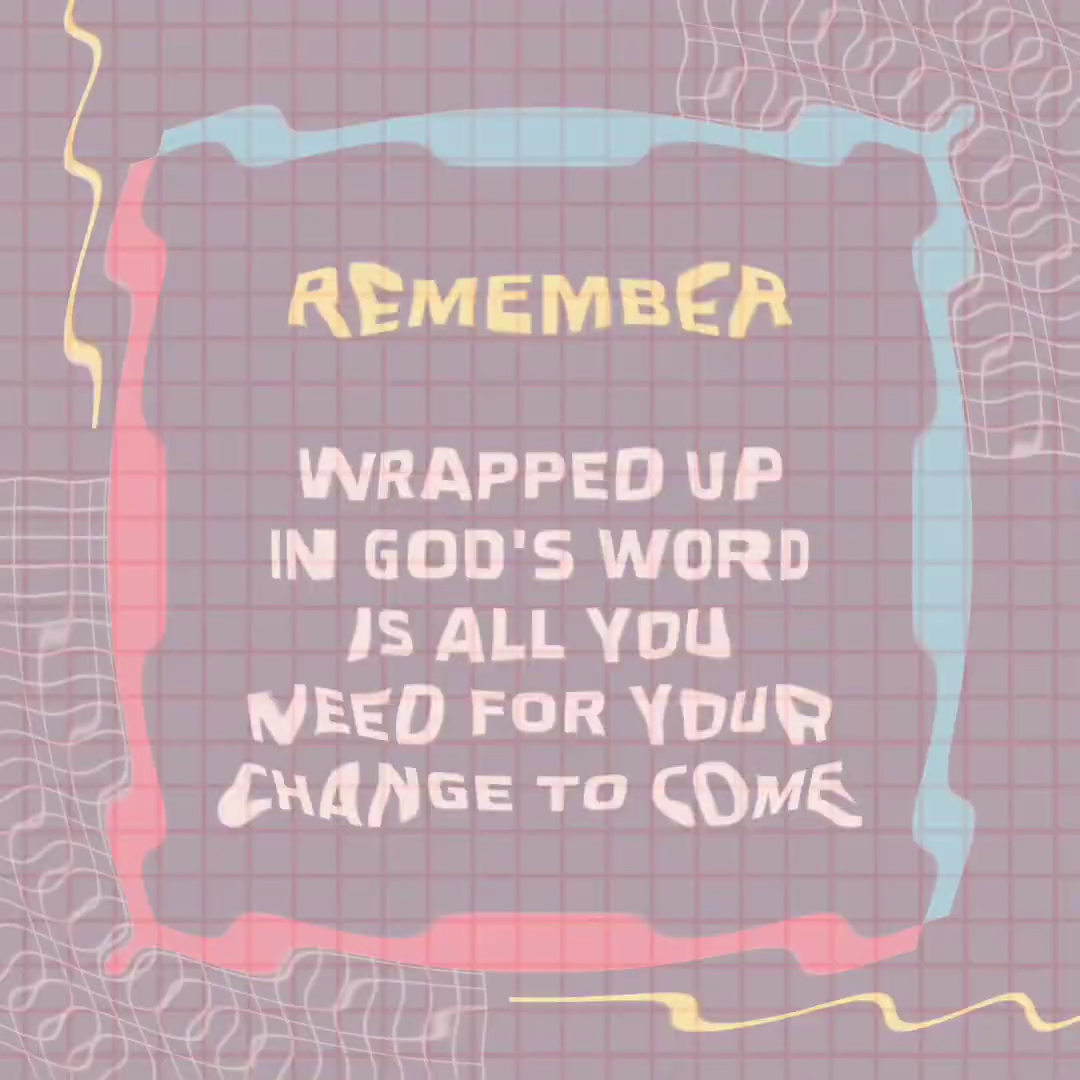 REMEMBER
WRAPPED UP
IN GOD'S WORD
IS ALL YOU
NEED FOR YOUR
CHANGE TO COME